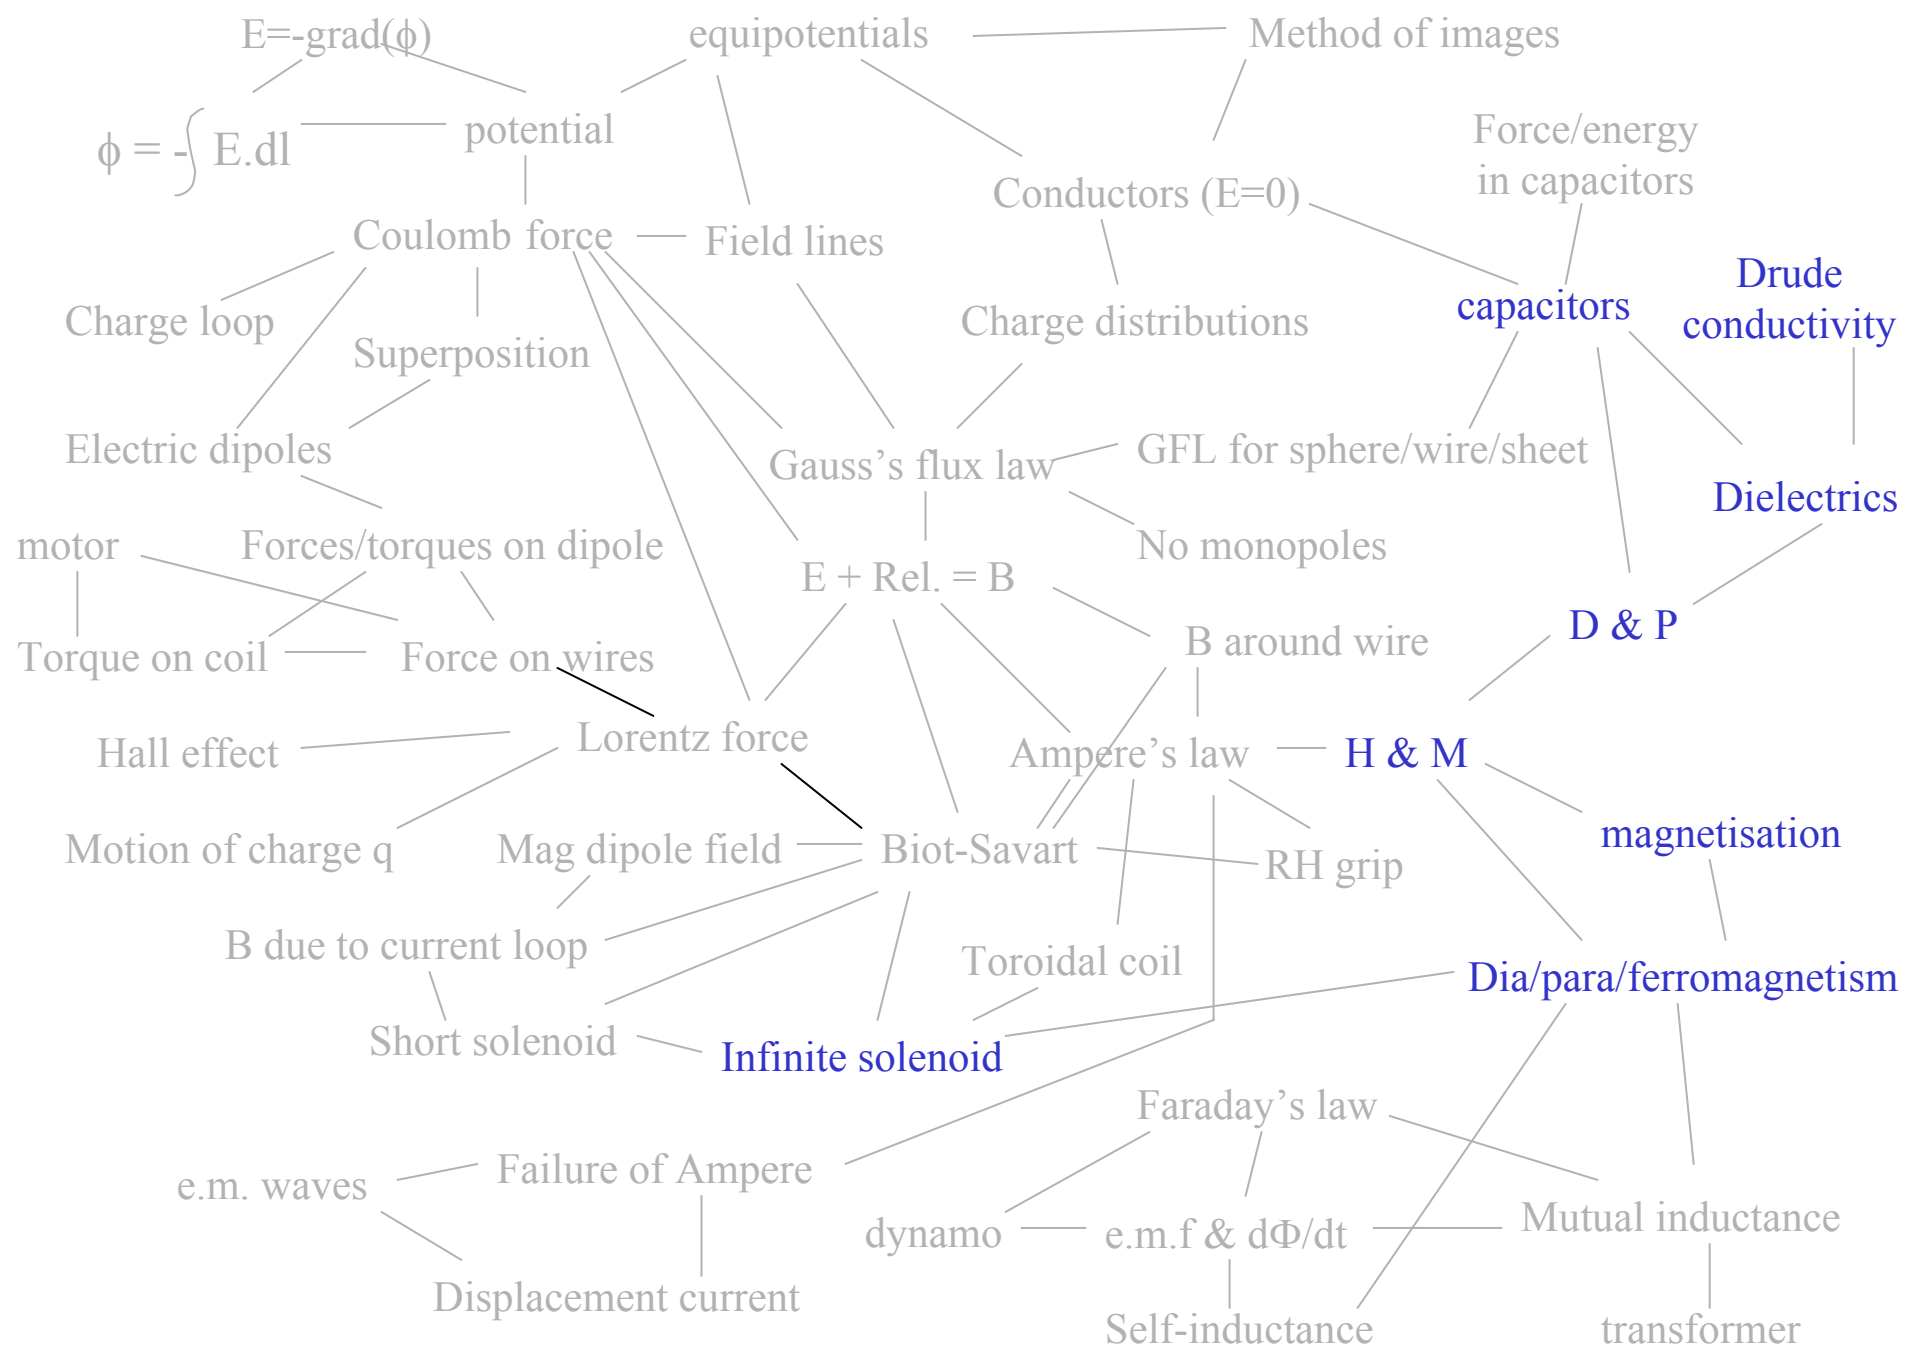 E=-grad(ϕ)
equipotentials
Method of images
ϕ = -∫ E.dl
potential
Force/energy
in capacitors
Conductors (E=0)
Coulomb force
Field lines
Drude
conductivity
capacitors
Charge loop
Charge distributions
Superposition
Electric dipoles
Gauss’s flux law
GFL for sphere/wire/sheet
Dielectrics
motor
Forces/torques on dipole
No monopoles
E + Rel. = B
D & P
B around wire
Torque on coil
Force on wires
Lorentz force
Hall effect
Ampere’s law
H & M
magnetisation
Motion of charge q
Mag dipole field
Biot-Savart
RH grip
B due to current loop
Toroidal coil
Dia/para/ferromagnetism
Short solenoid
Infinite solenoid
Faraday’s law
Failure of Ampere
e.m. waves
Mutual inductance
dynamo
e.m.f & dΦ/dt
Displacement current
Self-inductance
transformer